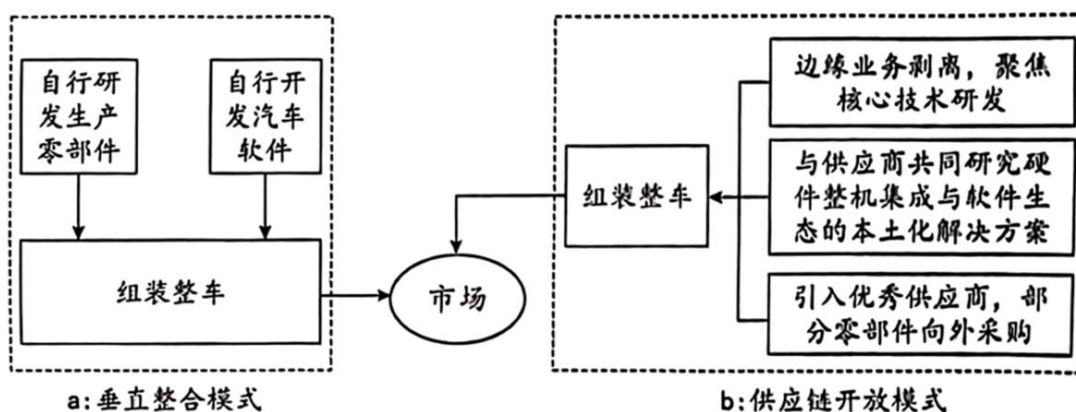 自行研
发生产
零部件
自行开
发汽车
软件
组装整车
市场
组装整车
边缘业务剥离，聚焦
核心技术研发
与供应商共同研究硬
件整机集成与软件生
态的本土化解决方案
引入优秀供应商，部
分零部件向外采购
a:垂直整合模式
b:供应链开放模式